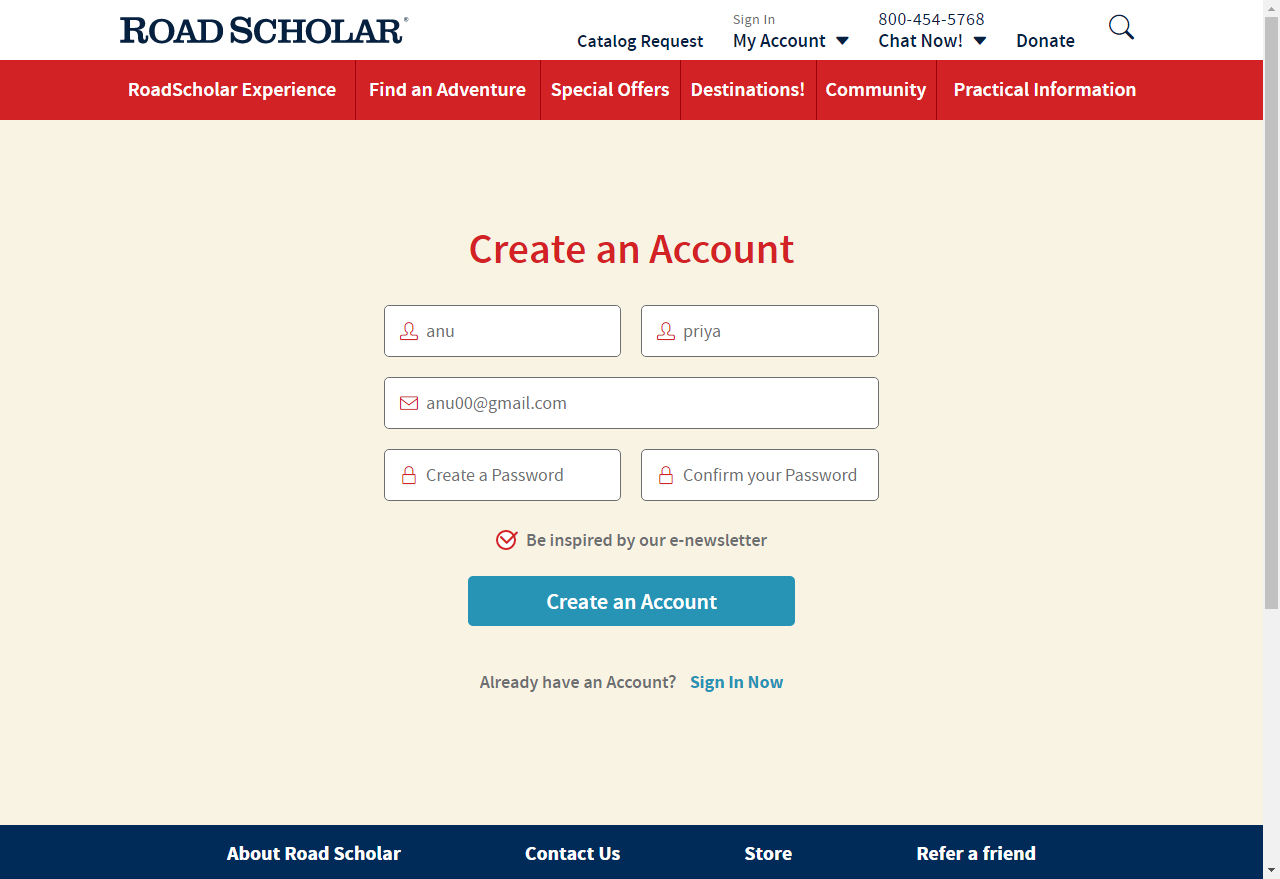 ROAD SCHOLAR®
Catalog Request
Sign In
My Account
800-454-5768
Chat Now!
Donate
RoadScholar Experience
Find an Adventure
Special Offers
Destinations!
Community
Practical Information
Create an Account
anu
priya
anu00@gmail.com
Create a Password
Confirm your Password
Be inspired by our e-newsletter
Create an Account
Already have an Account? Sign In Now
About Road Scholar
Contact Us
Store
Refer a friend